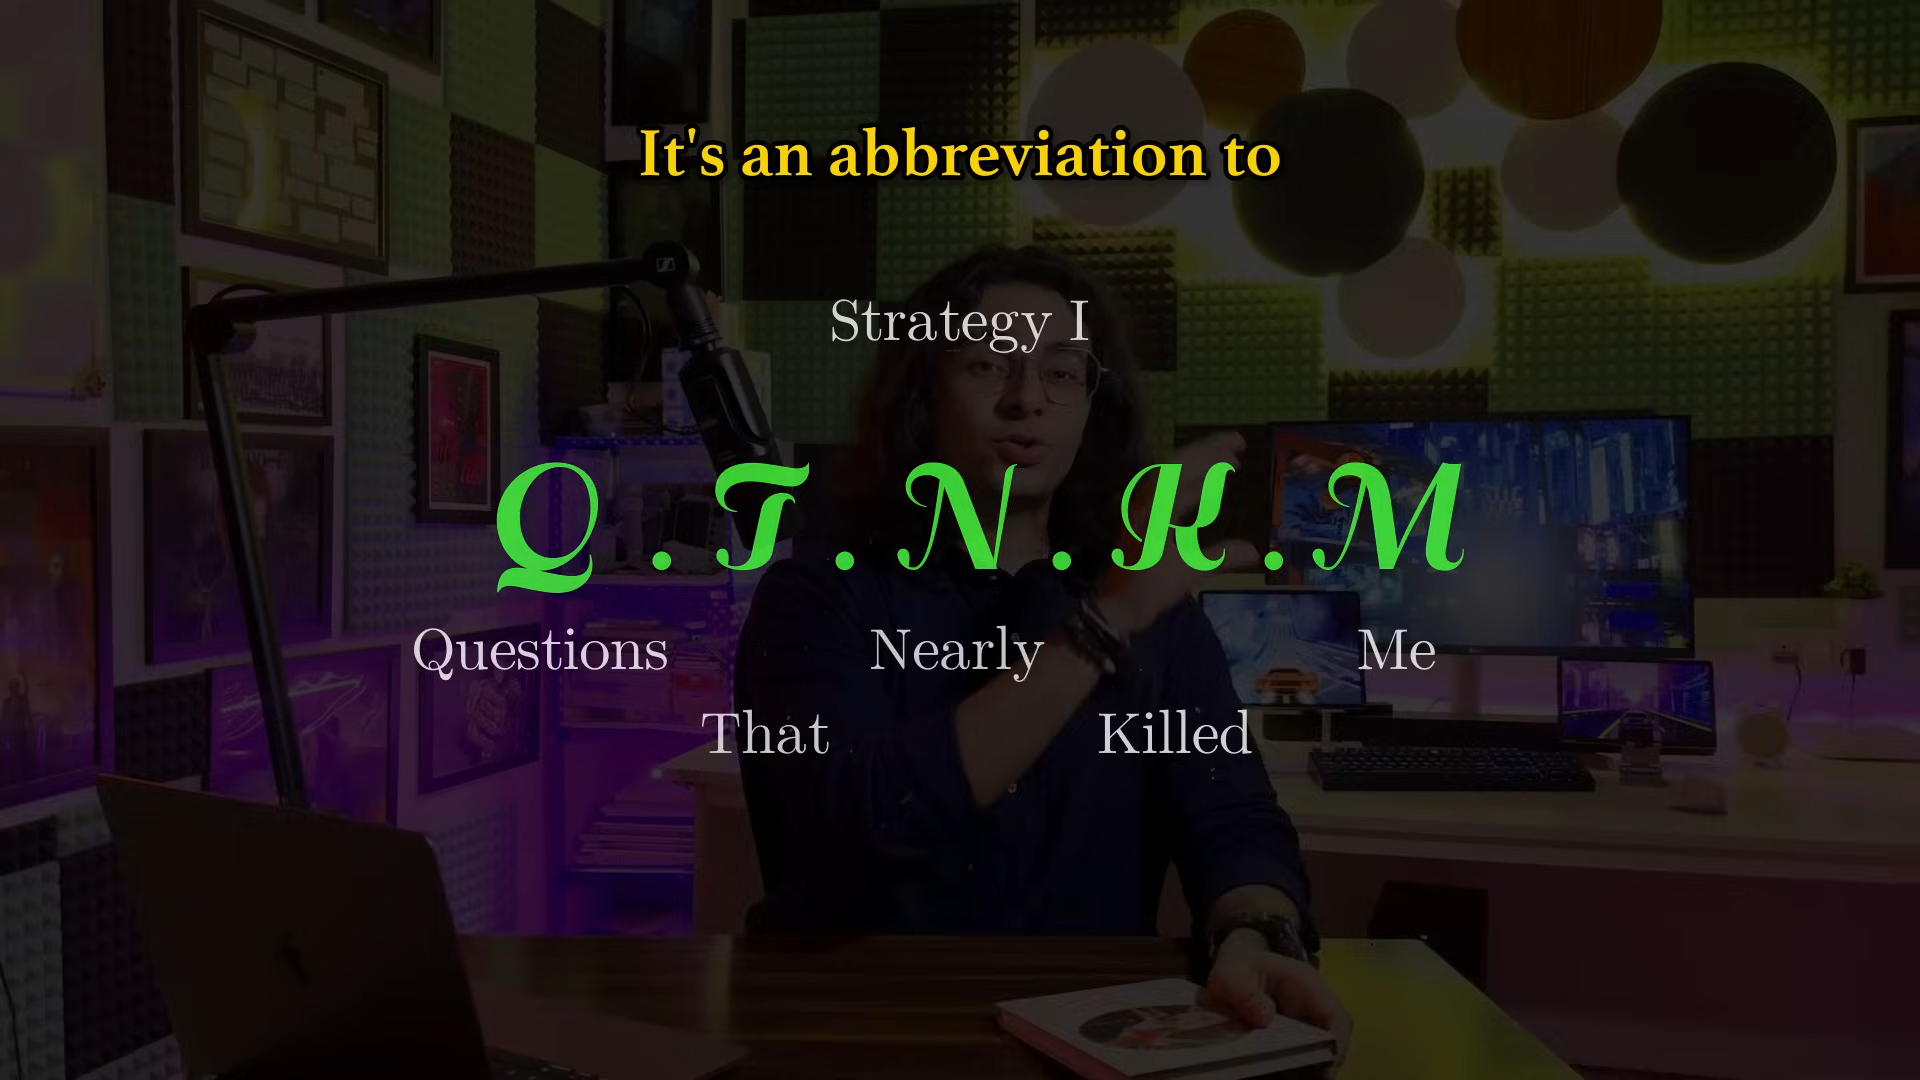 It's an abbreviation to
Strategy I
Q . T . N . K . M
Questions Nearly Me
That Killed